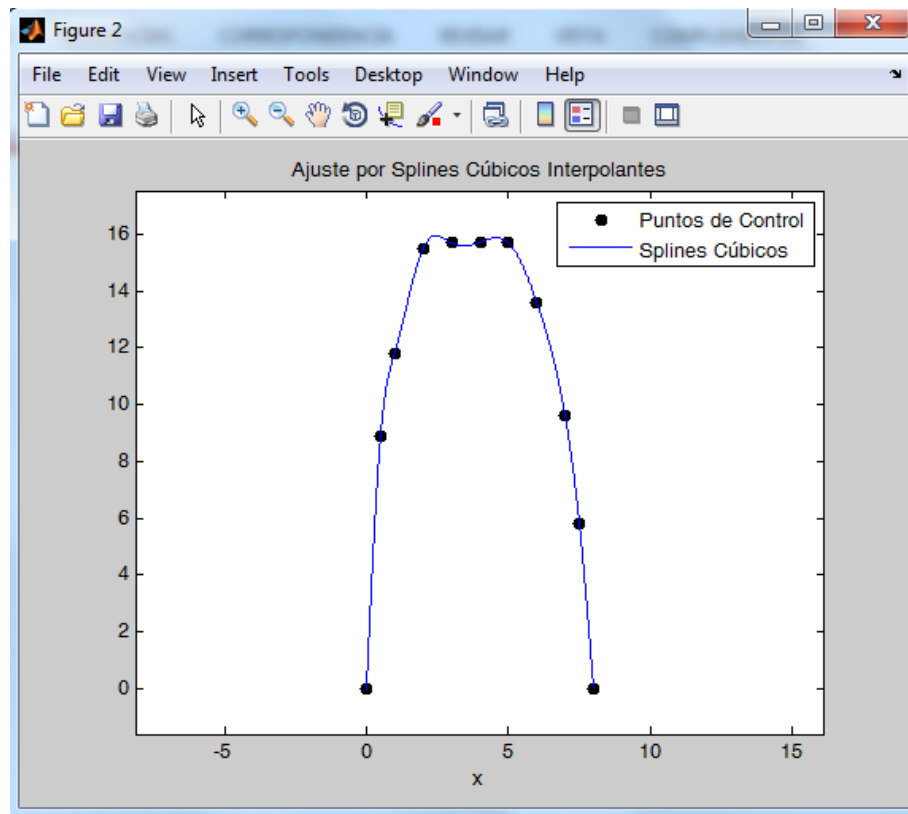 Figure 2
File Edit View Insert Tools Desktop Window Help
Ajuste por Splines Cúbicos Interpolantes
Puntos de Control
Splines Cúbicos
16
14
12
10
8
6
4
2
0
-5 0 5 10 15
x